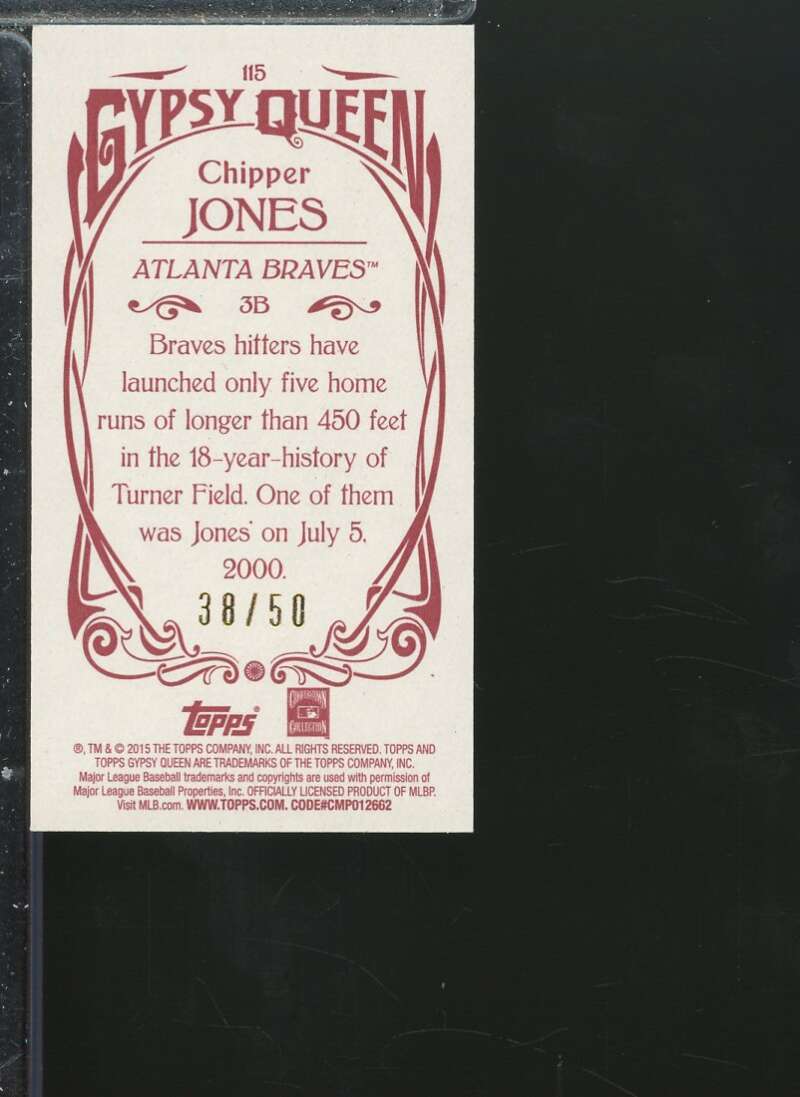 115
GYPSY QUEEN
Chipper
JONES
ATLANTA BRAVES™
3B
Braves hitters have
launched only five home
runs of longer than 450 feet
in the 18-year-history of
Turner Field. One of them
was Jones' on July 5,
2000.
38/50
topps®
COOPERSTOWN
COLLECTION
®, TM & © 2015 THE TOPPS COMPANY, INC. ALL RIGHTS RESERVED. TOPPS AND
TOPPS GYPSY QUEEN ARE TRADEMARKS OF THE TOPPS COMPANY, INC.
Major League Baseball trademarks and copyrights are used with permission of
Major League Baseball Properties, Inc. OFFICIALLY LICENSED PRODUCT OF MLBP.
Visit MLB.com. WWW.TOPPS.COM. CODE#CMP012662